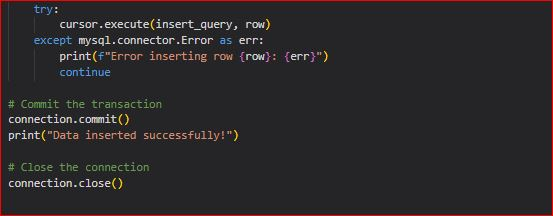 try:
cursor.execute(insert_query, row)
except mysql.connector.Error as err:
print(f"Error inserting row {row}: {err}")
continue
# Commit the transaction
connection.commit()
print("Data inserted successfully!")
# Close the connection
connection.close()